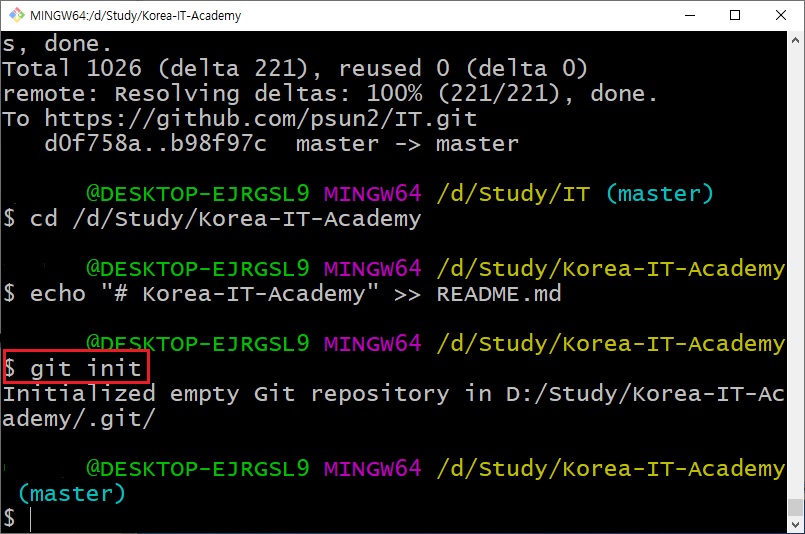 MINGW64:/d/Study/Korea-IT-Academy
s, done.
Total 1026 (delta 221), reused 0 (delta 0)
remote: Resolving deltas: 100% (221/221), done.
To https://github.com/psun2/IT.git
   d0f758a..b98f97c  master -> master
@DESKTOP-EJRGSL9 MINGW64 /d/Study/IT (master)
$ cd /d/Study/Korea-IT-Academy
@DESKTOP-EJRGSL9 MINGW64 /d/Study/Korea-IT-Academy
$ echo "# Korea-IT-Academy" >> README.md
@DESKTOP-EJRGSL9 MINGW64 /d/Study/Korea-IT-Academy
$ git init
Initialized empty Git repository in D:/Study/Korea-IT-Ac
ademy/.git/
@DESKTOP-EJRGSL9 MINGW64 /d/Study/Korea-IT-Academy
(master)
$